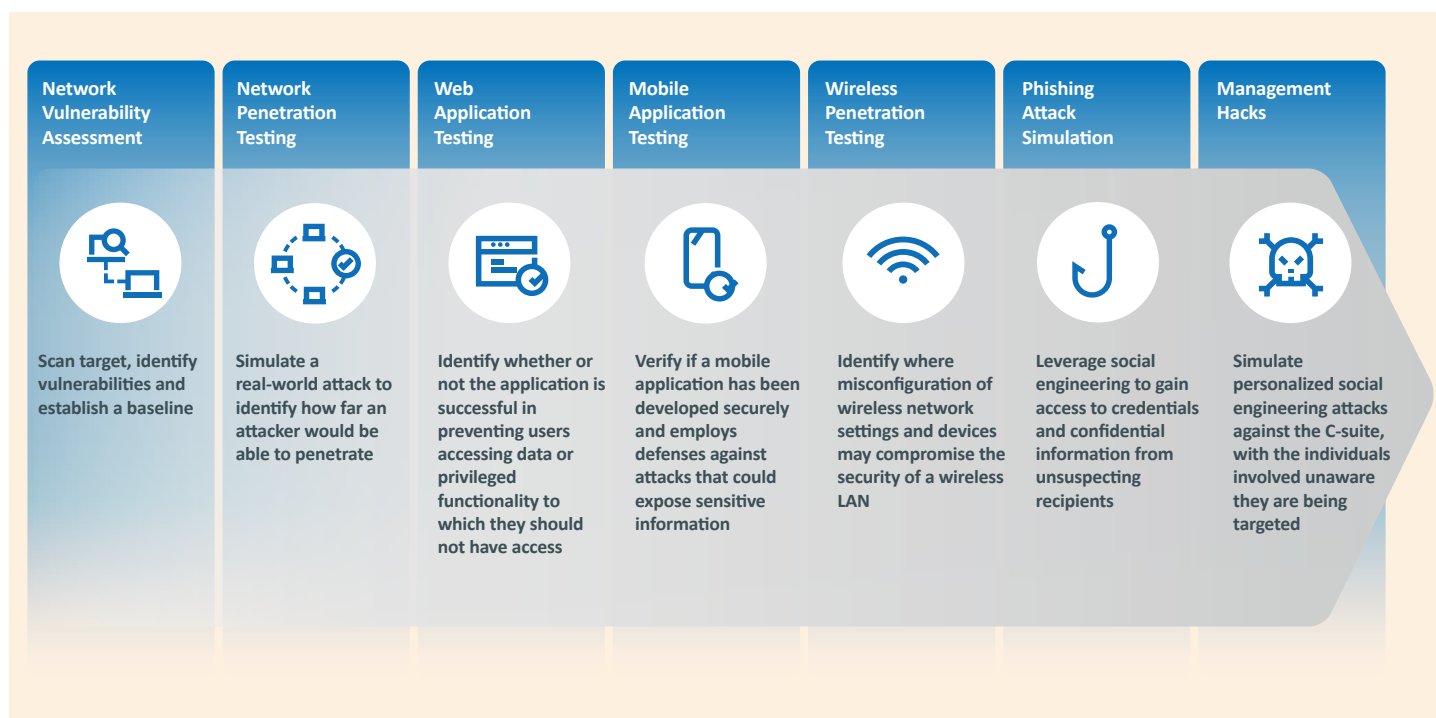 Network
Vulnerability
Assessment
Network
Penetration
Testing
Web
Application
Testing
Mobile
Application
Testing
Wireless
Penetration
Testing
Phishing
Attack
Simulation
Management
Hacks
Scan target, identify
vulnerabilities and
establish a baseline
Simulate a
real-world attack to
identify how far an
attacker would be
able to penetrate
Identify whether or
not the application is
successful in
preventing users
accessing data or
privileged
functionality to
which they should
not have access
Verify if a mobile
application has been
developed securely
and employs
defenses against
attacks that could
expose sensitive
information
Identify where
misconfiguration of
wireless network
settings and devices
may compromise the
security of a wireless
LAN
Leverage social
engineering to gain
access to credentials
and confidential
information from
unsuspecting
recipients
Simulate
personalized social
engineering attacks
against the C-suite,
with the individuals
involved unaware
they are being
targeted